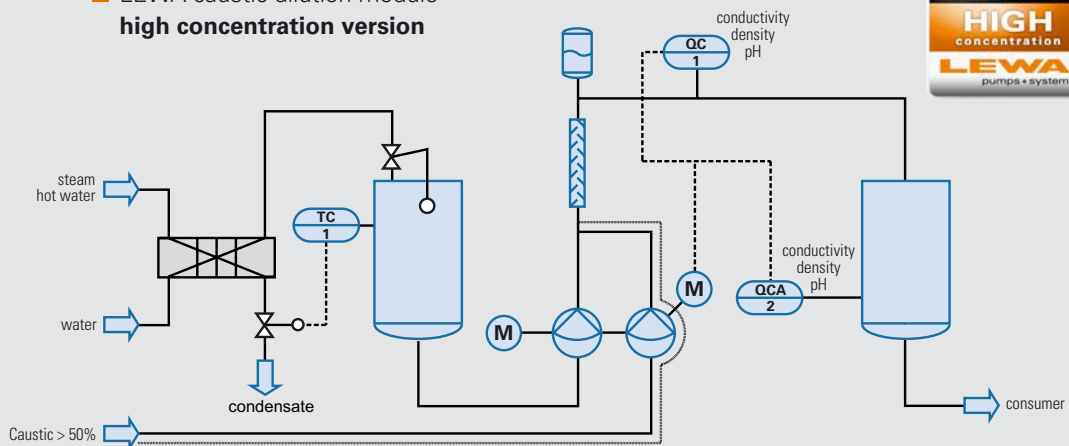 LEWA caustic dilution module
high concentration version
HIGH
concentration
LEWA
pumps + system
conductivity
density
pH
QC
1
steam
hot water
TC
1
conductivity
density
pH
QCA
2
M
M
water
condensate
consumer
Caustic > 50%